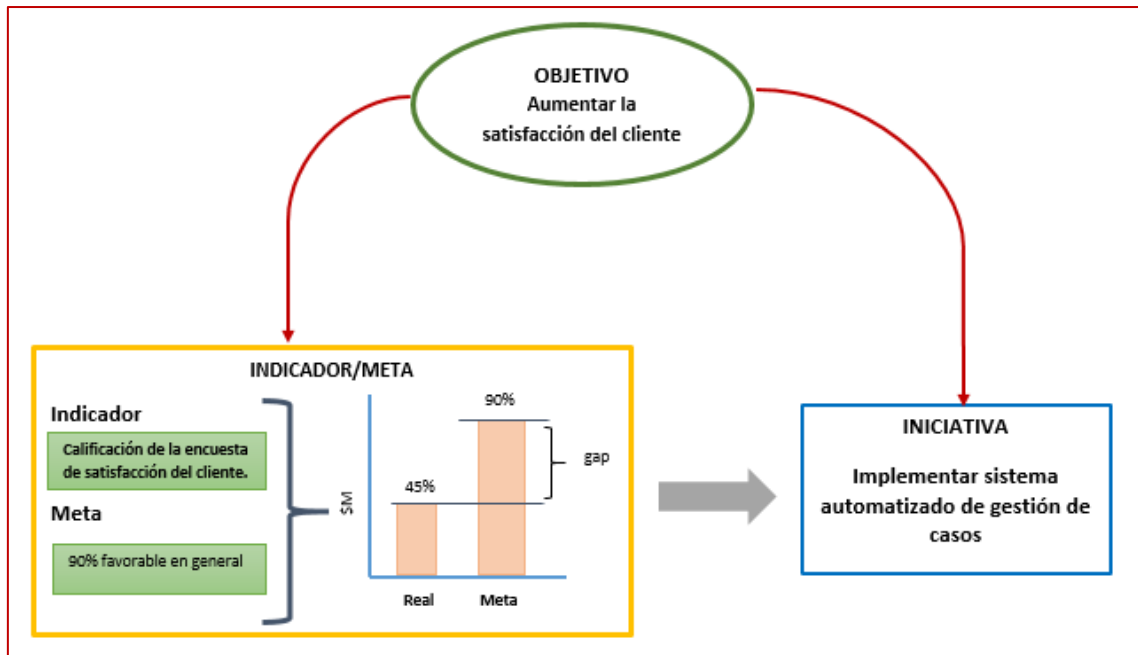 OBJETIVO
Aumentar la
satisfacción del cliente
INDICADOR/META
Indicador
Calificación de la encuesta
de satisfacción del cliente.
Meta
90% favorable en general
$M
90%
45%
gap
Real
Meta
INICIATIVA
Implementar sistema
automatizado de gestión de
casos